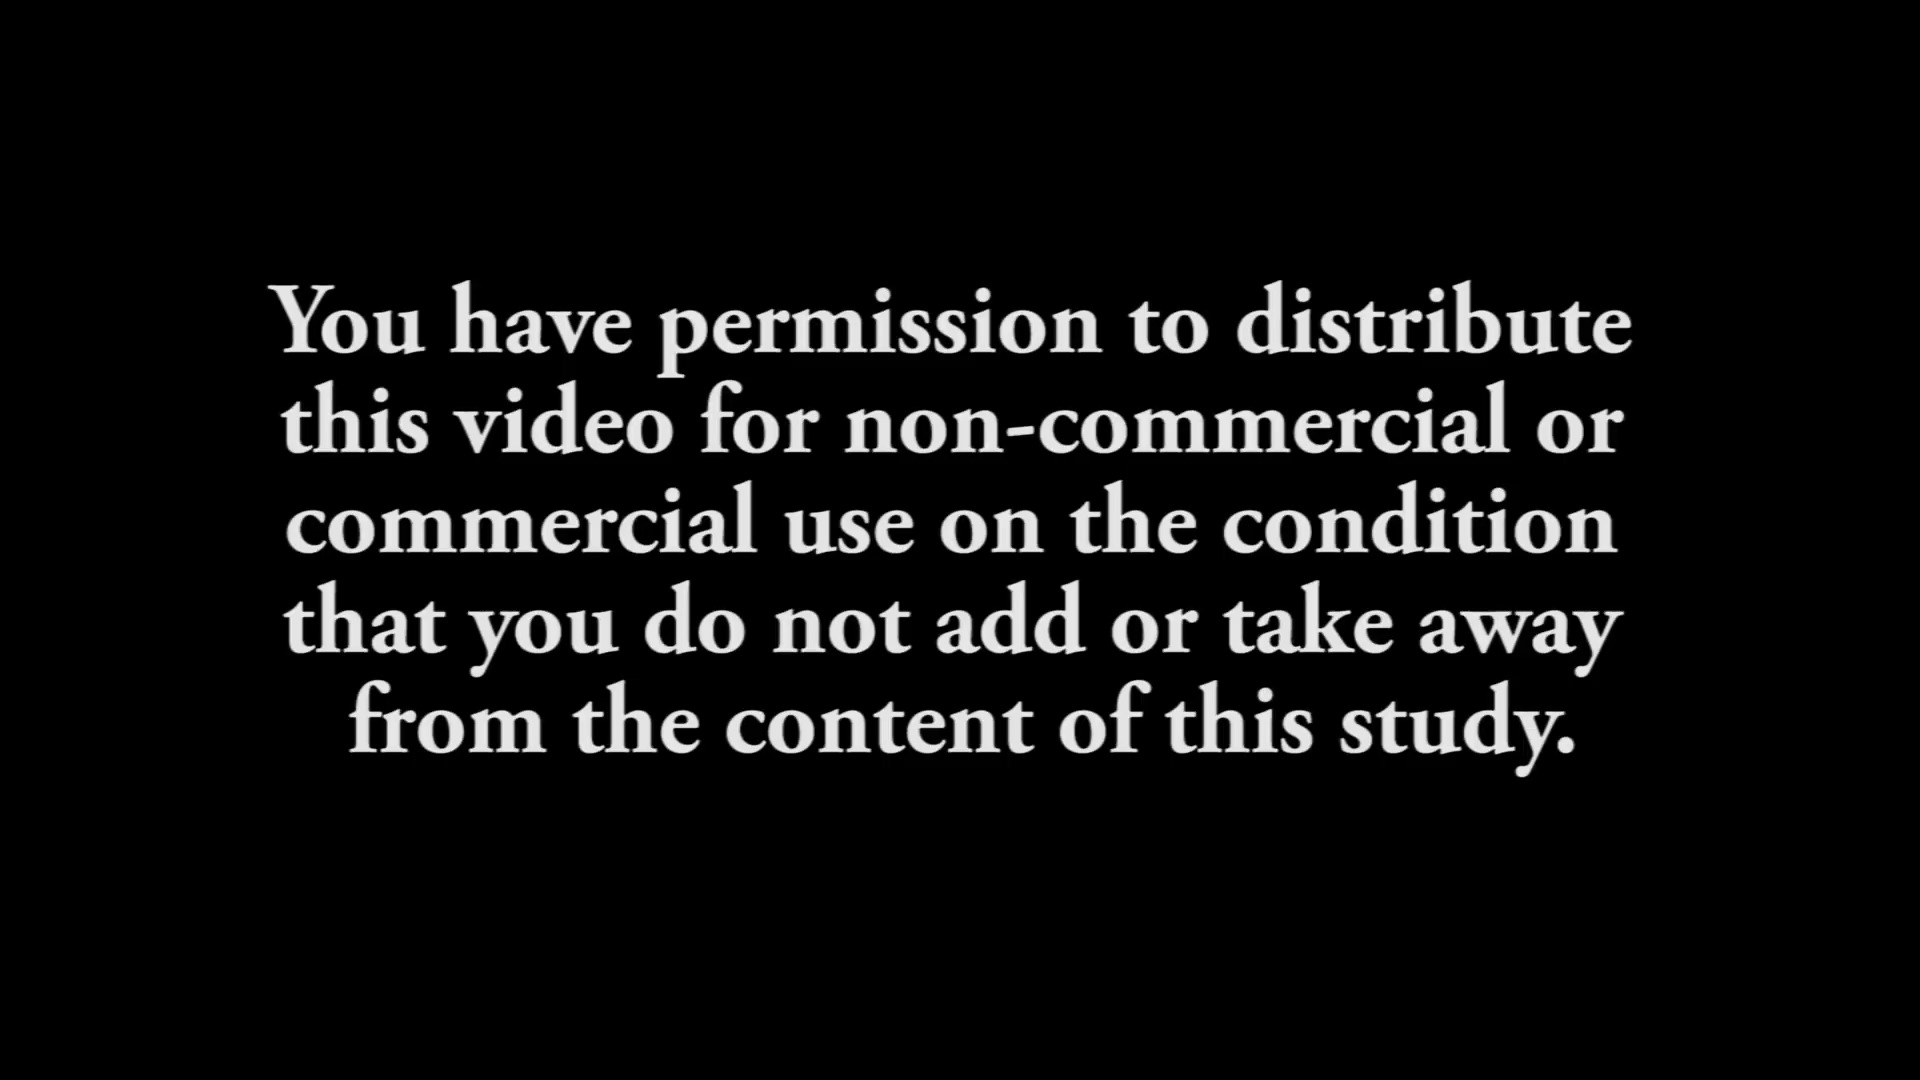 You have permission to distribute
this video for non-commercial or
commercial use on the condition
that you do not add or take away
from the content of this study.